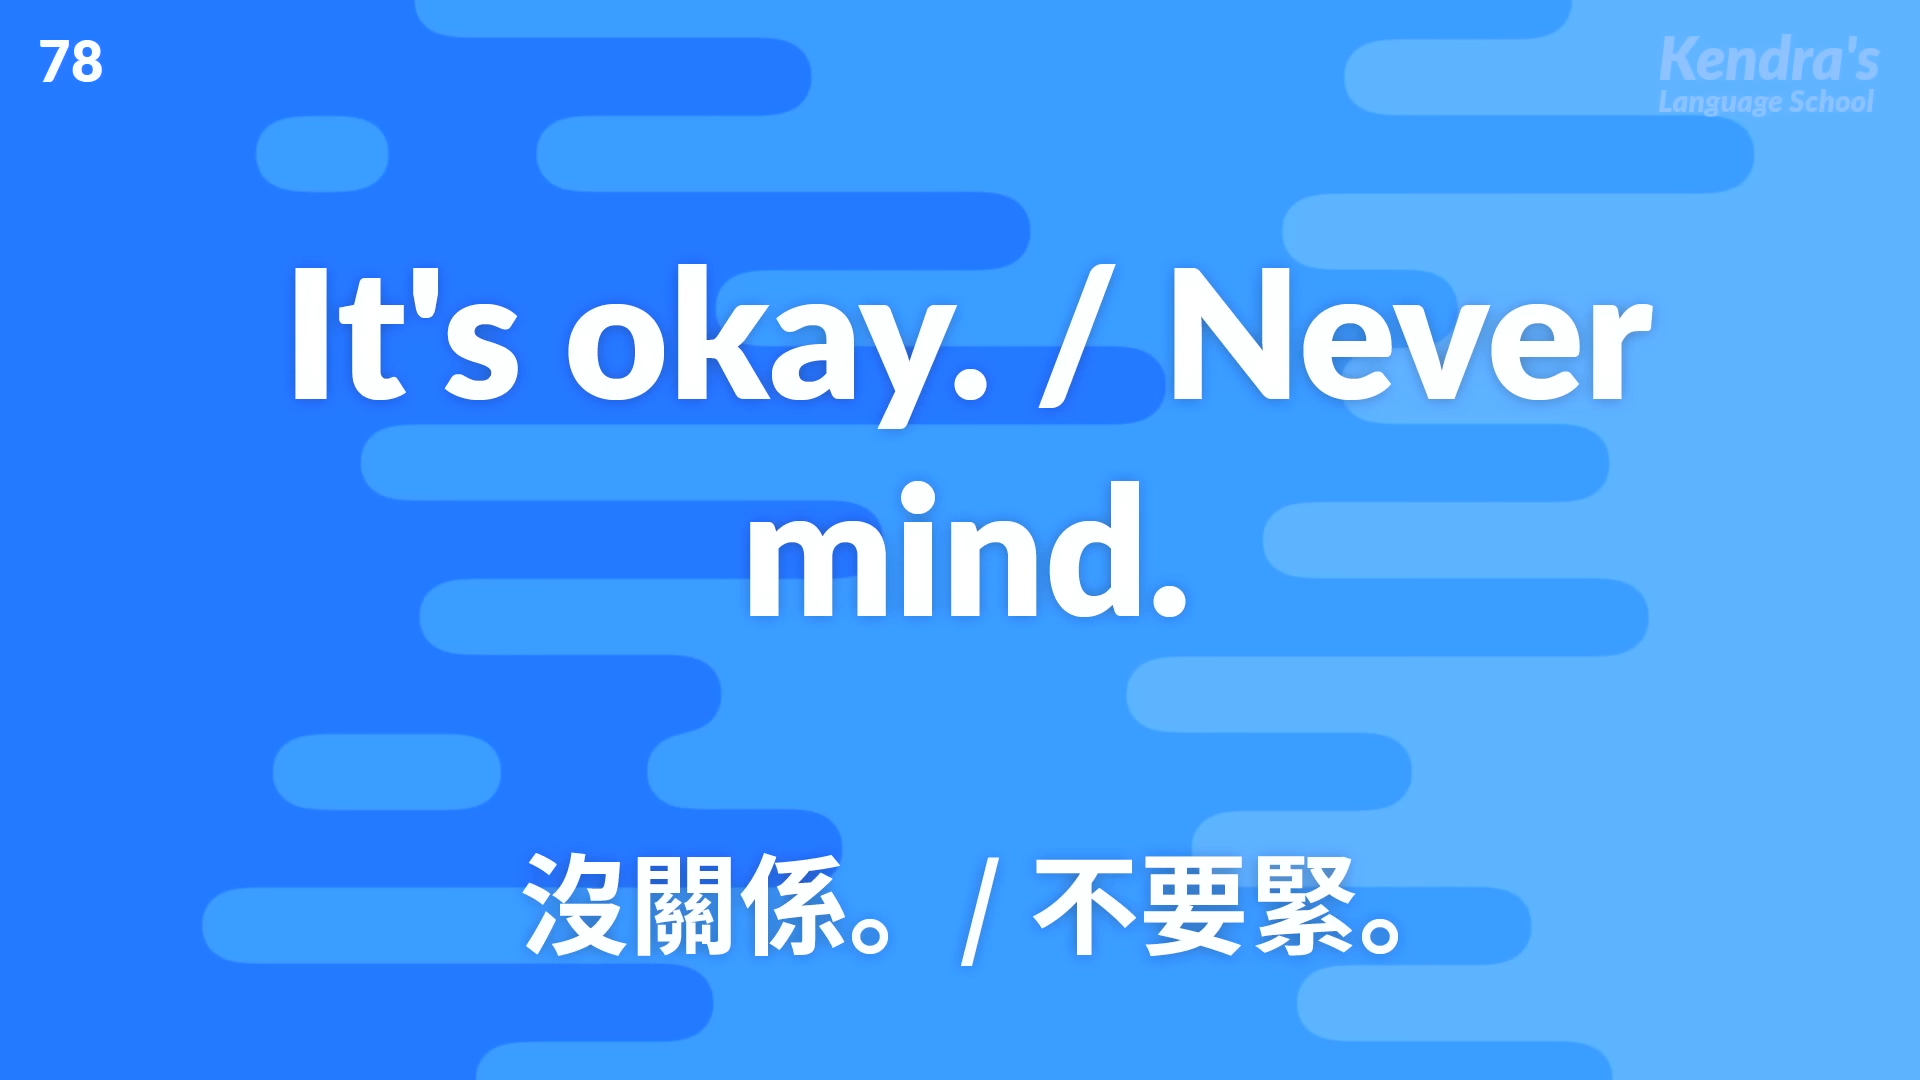 78
Kendra's
Language School
It's okay. / Never
mind.
沒關係。 / 不要緊。